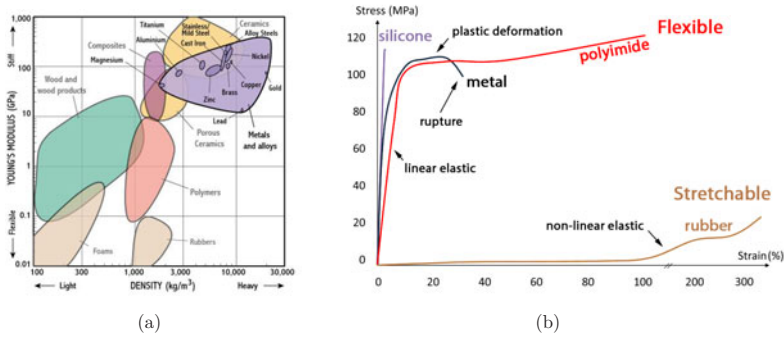 1,000
100
10
1
0.1
0.01
Stiff
YOUNG'S MODULUS (GPa)
Flexible
Titanium
Aluminium
Composites
Magnesium
Wood and
wood products
Stainless/
Mild Steel
Cast Iron
Ceramics
Alloy Steels
Nickel
Gold
Copper
Brass
Zinc
Lead
Metals
and alloys
Porous
Ceramics
Polymers
Foams
Rubbers
100
300
1,000
3,000
10,000
30,000
Light
DENSITY (kg/m³)
Heavy
(a)
Stress (MPa)
120
100
80
60
40
20
0
silicone
plastic deformation
Flexible
polyimide
metal
rupture
linear elastic
Stretchable
rubber
non-linear elastic
0
20
40
60
80
100
200
300
Strain(%)
(b)